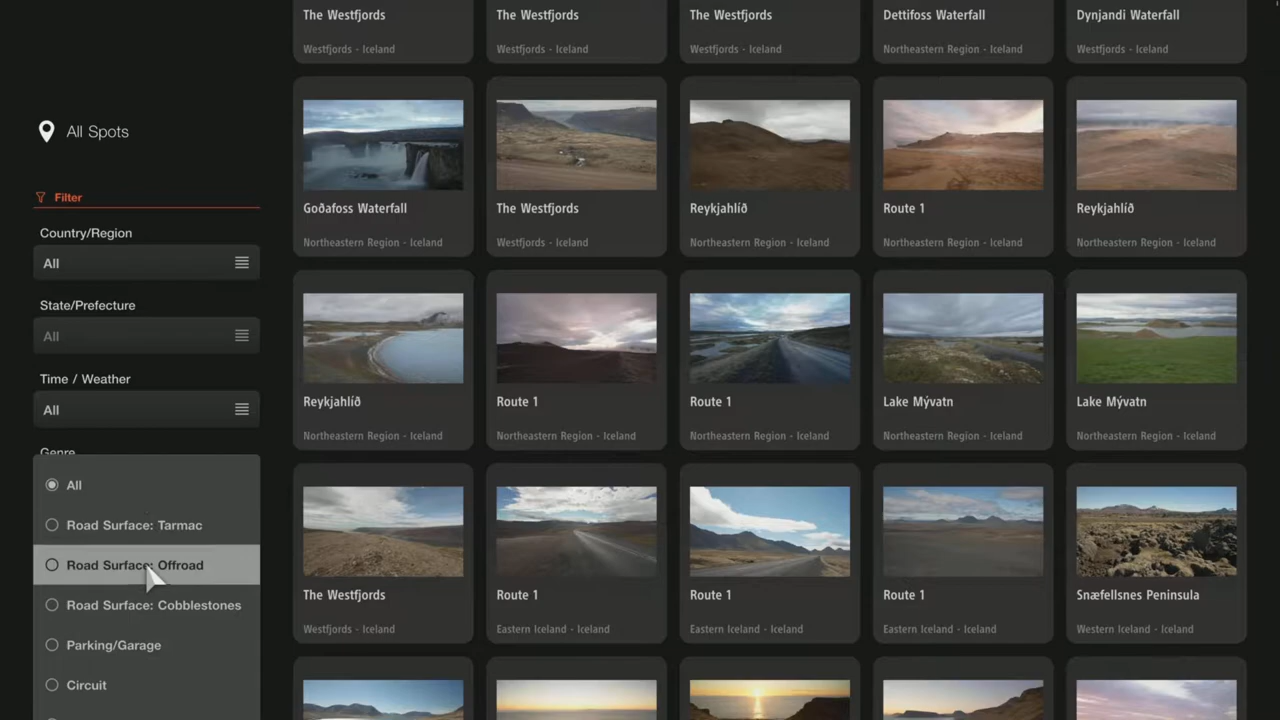 The Westfjords
The Westfjords
The Westfjords
Dettifoss Waterfall
Dynjandi Waterfall
Westfjords - Iceland
Westfjords - Iceland
Westfjords - Iceland
Northeastern Region - Iceland
Westfjords - Iceland
All Spots
Filter
Country/Region
All
State/Prefecture
All
Time / Weather
All
Genre
All
Road Surface: Tarmac
Road Surface: Offroad
Road Surface: Cobblestones
Parking/Garage
Circuit
Goðafoss Waterfall
The Westfjords
Reykjahlíð
Route 1
Reykjahlíð
Northeastern Region - Iceland
Westfjords - Iceland
Northeastern Region - Iceland
Northeastern Region - Iceland
Northeastern Region - Iceland
Reykjahlíð
Route 1
Route 1
Lake Mývatn
Lake Mývatn
Northeastern Region - Iceland
Northeastern Region - Iceland
Northeastern Region - Iceland
Northeastern Region - Iceland
Northeastern Region - Iceland
The Westfjords
Route 1
Route 1
Route 1
Snæfellsnes Peninsula
Westfjords - Iceland
Eastern Iceland - Iceland
Eastern Iceland - Iceland
Eastern Iceland - Iceland
Western Iceland - Iceland